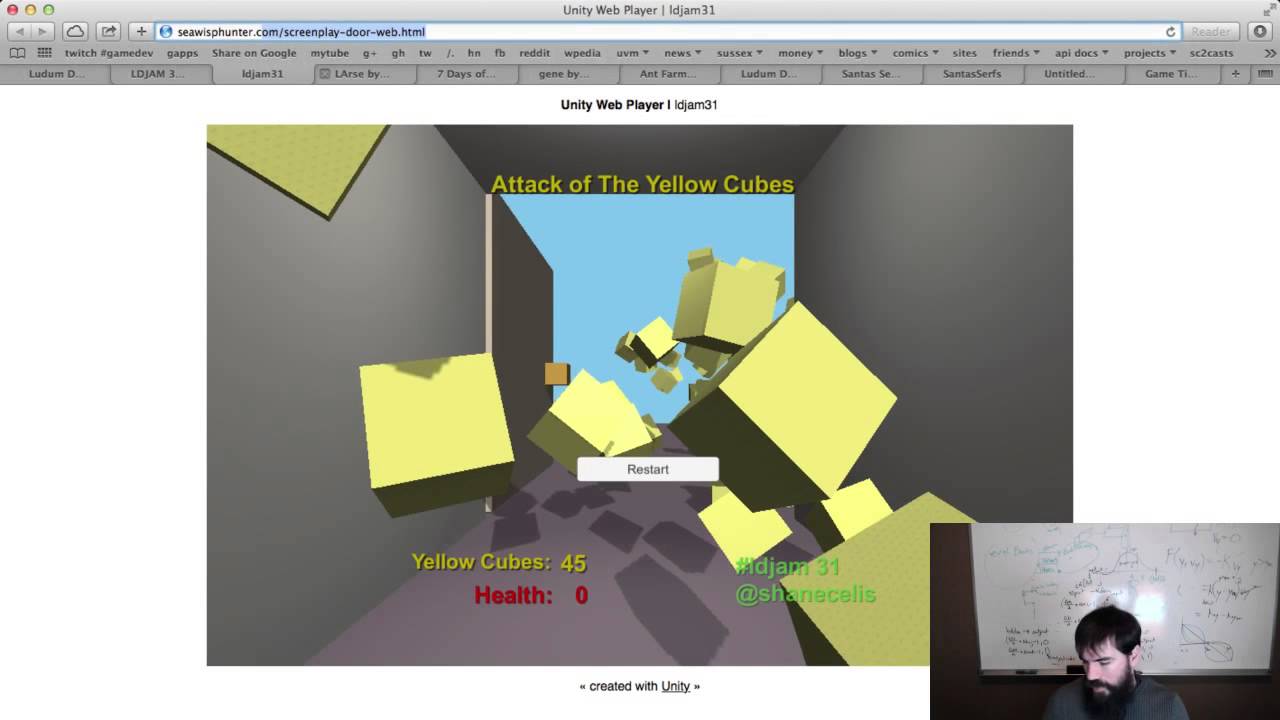 Unity Web Player | ldjam31
seawisphunter.com/screenplay-door-web.html
Reader
twitch #gamedev gapps Share on Google mytube g+ gh tw /. hn fb reddit wpedia uvm news sussex money blogs comics sites friends api docs projects sc2casts
Ludum D... LDJAM 3... ldjam31 LArse by... 7 Days of... gene by... Ant Farm... Ludum D... Santas Se... SantasSerfs Untitled... Game Ti...
Unity Web Player | ldjam31
Attack of The Yellow Cubes
Restart
Yellow Cubes: 45
Health: 0
#ldjam 31
@shanecelis
« created with Unity »